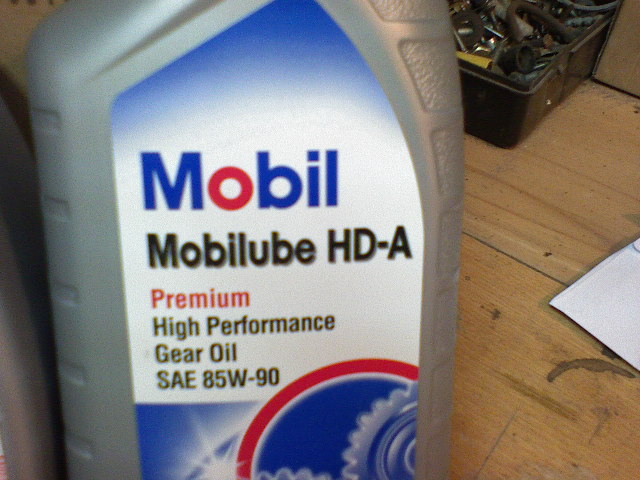 Mobil
Mobilube HD-A
Premium
High Performance
Gear Oil
SAE 85W-90